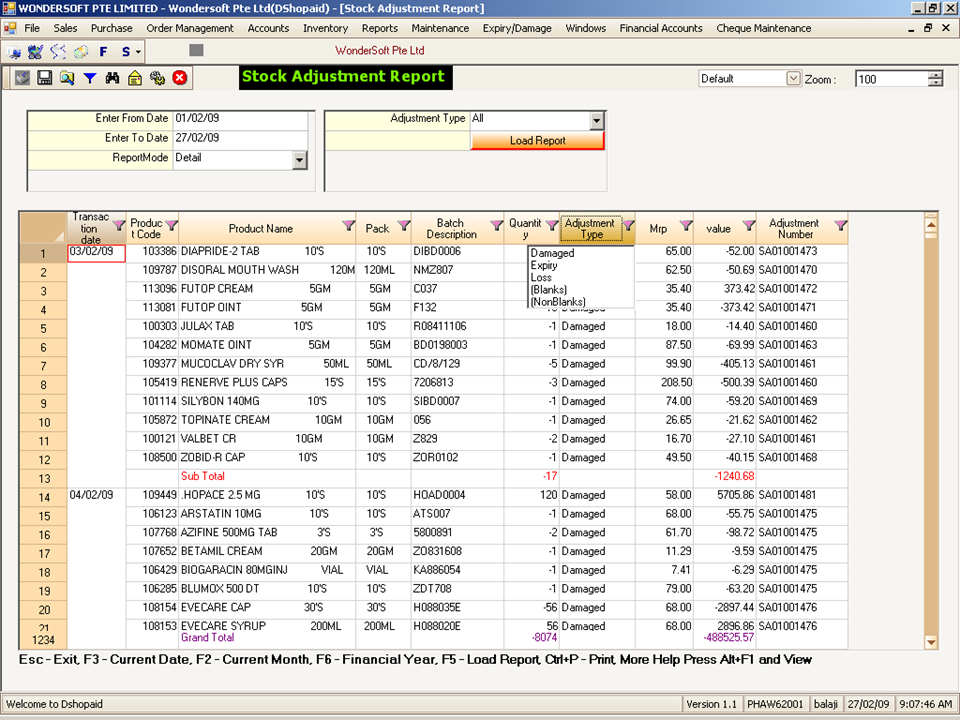 WONDERSOFT PTE LIMITED - Wondersoft Pte Ltd(DShopaid) - [Stock Adjustment Report]
File Sales Purchase Order Management Accounts Inventory Reports Maintenance Expiry/Damage Windows Financial Accounts Cheque Maintenance
F S WonderSoft Pte Ltd
Stock Adjustment Report Default Zoom : 100
Enter From Date 01/02/09 Adjustment Type All
Enter To Date 27/02/09 Load Report
ReportMode Detail
Transac tion date Produc t Code Product Name Pack Batch Description Quantit y Adjustment Type Mrp value Adjustment Number
Damaged
Expiry
Loss
(Blanks)
(NonBlanks)
1 03/02/09 103386 DIAPRIDE-2 TAB 10'S 10'S DIBD0006 65.00 -52.00 SA01001473
2 109787 DISORAL MOUTH WASH 120M 120ML NMZ807 62.50 -50.69 SA01001470
3 113096 FUTOP CREAM 5GM 5GM C037 35.40 373.42 SA01001472
4 113081 FUTOP OINT 5GM 5GM F132 35.40 -373.42 SA01001471
5 100303 JULAX TAB 10'S 10'S R08411106 -1 Damaged 18.00 -14.40 SA01001460
6 104282 MOMATE OINT 5GM 5GM BD0198003 -1 Damaged 87.50 -69.99 SA01001463
7 109377 MUCOCLAV DRY SYR 50ML 50ML CD/8/129 -5 Damaged 99.90 -405.13 SA01001461
8 105419 RENERVE PLUS CAPS 15'S 15'S 7206813 -3 Damaged 208.50 -500.39 SA01001460
9 101114 SILYBON 140MG 10'S 10'S SIBD0007 -1 Damaged 74.00 -59.20 SA01001469
10 105872 TOPINATE CREAM 10GM 10GM 056 -1 Damaged 26.65 -21.62 SA01001462
11 100121 VALBET CR 10GM 10GM Z829 -2 Damaged 16.70 -27.10 SA01001461
12 108500 ZOBID-R CAP 10'S 10'S ZOR0102 -1 Damaged 49.50 -40.15 SA01001468
13 Sub Total -17 -1240.68
14 04/02/09 109449 .HOPACE 2.5 MG 10'S 10'S HOAD0004 120 Damaged 58.00 5705.86 SA01001481
15 106123 ARSTATIN 10MG 10'S 10'S ATS007 -1 Damaged 68.00 -55.75 SA01001475
16 107768 AZIFINE 500MG TAB 3'S 3'S 5800891 -2 Damaged 61.70 -98.72 SA01001475
17 107652 BETAMIL CREAM 20GM 20GM ZO831608 -1 Damaged 11.29 -9.59 SA01001475
18 106429 BIOGARACIN 80MGINJ VIAL VIAL KA886054 -1 Damaged 7.41 -6.29 SA01001475
19 106285 BLUMOX 500 DT 10'S 10'S ZDT708 -1 Damaged 79.00 -63.20 SA01001475
20 108154 EVECARE CAP 30'S 30'S H088035E -56 Damaged 68.00 -2897.44 SA01001476
21 108153 EVECARE SYRUP 200ML 200ML H088020E 56 Damaged 68.00 2896.86 SA01001476
1234 Grand Total -8074 -488525.57
Esc - Exit, F3 - Current Date, F2 - Current Month, F6 - Financial Year, F5 - Load Report, Ctrl+P - Print, More Help Press Alt+F1 and View
Welcome to Dshopaid Version 1.1 PHAW62001 balaji 27/02/09 9:07:46 AM